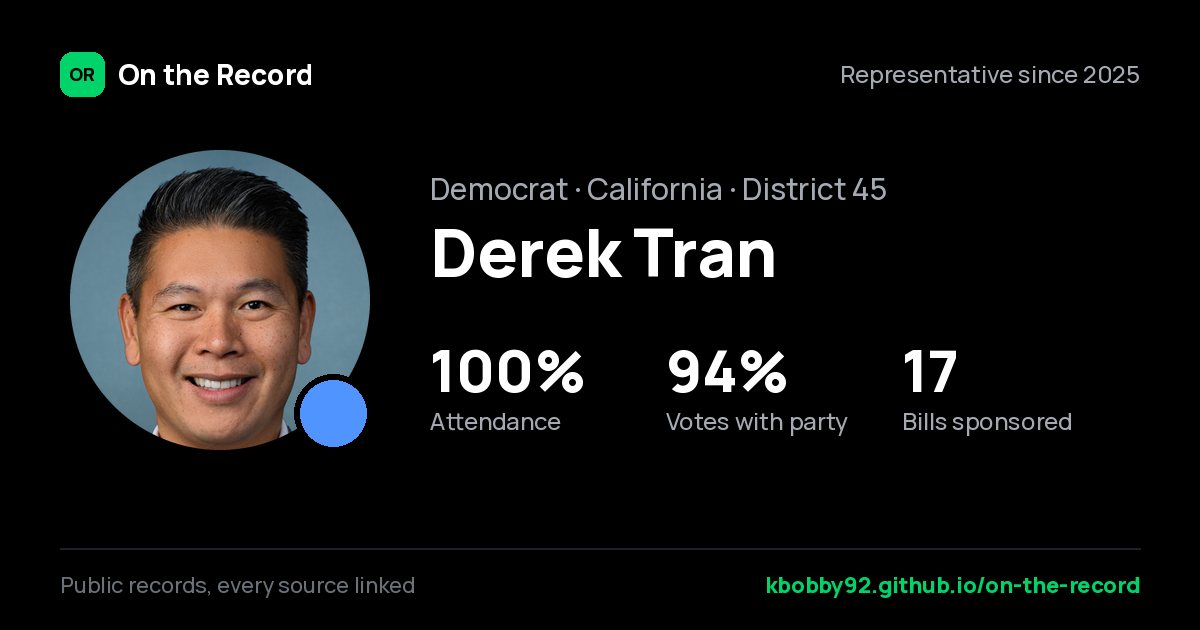 OR On the Record
Representative since 2025
Democrat · California · District 45
Derek Tran
100% 94% 17
Attendance Votes with party Bills sponsored
Public records, every source linked
kbobby92.github.io/on-the-record